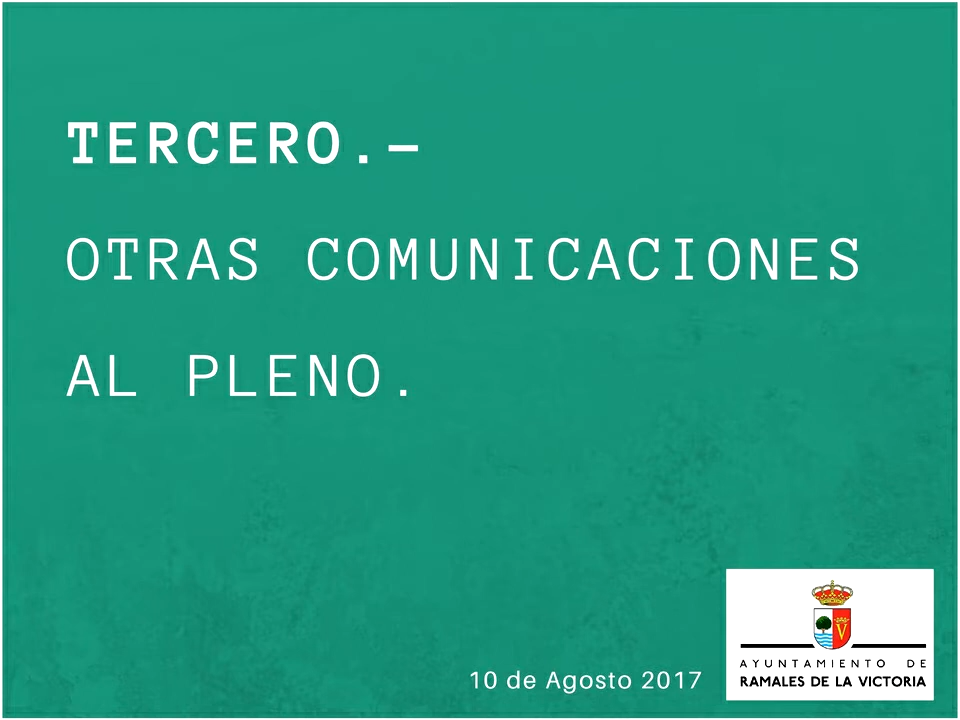 TERCERO.-
OTRAS COMUNICACIONES
AL PLENO.
10 de Agosto 2017
V
AYUNTAMIENTO DE
RAMALES DE LA VICTORIA